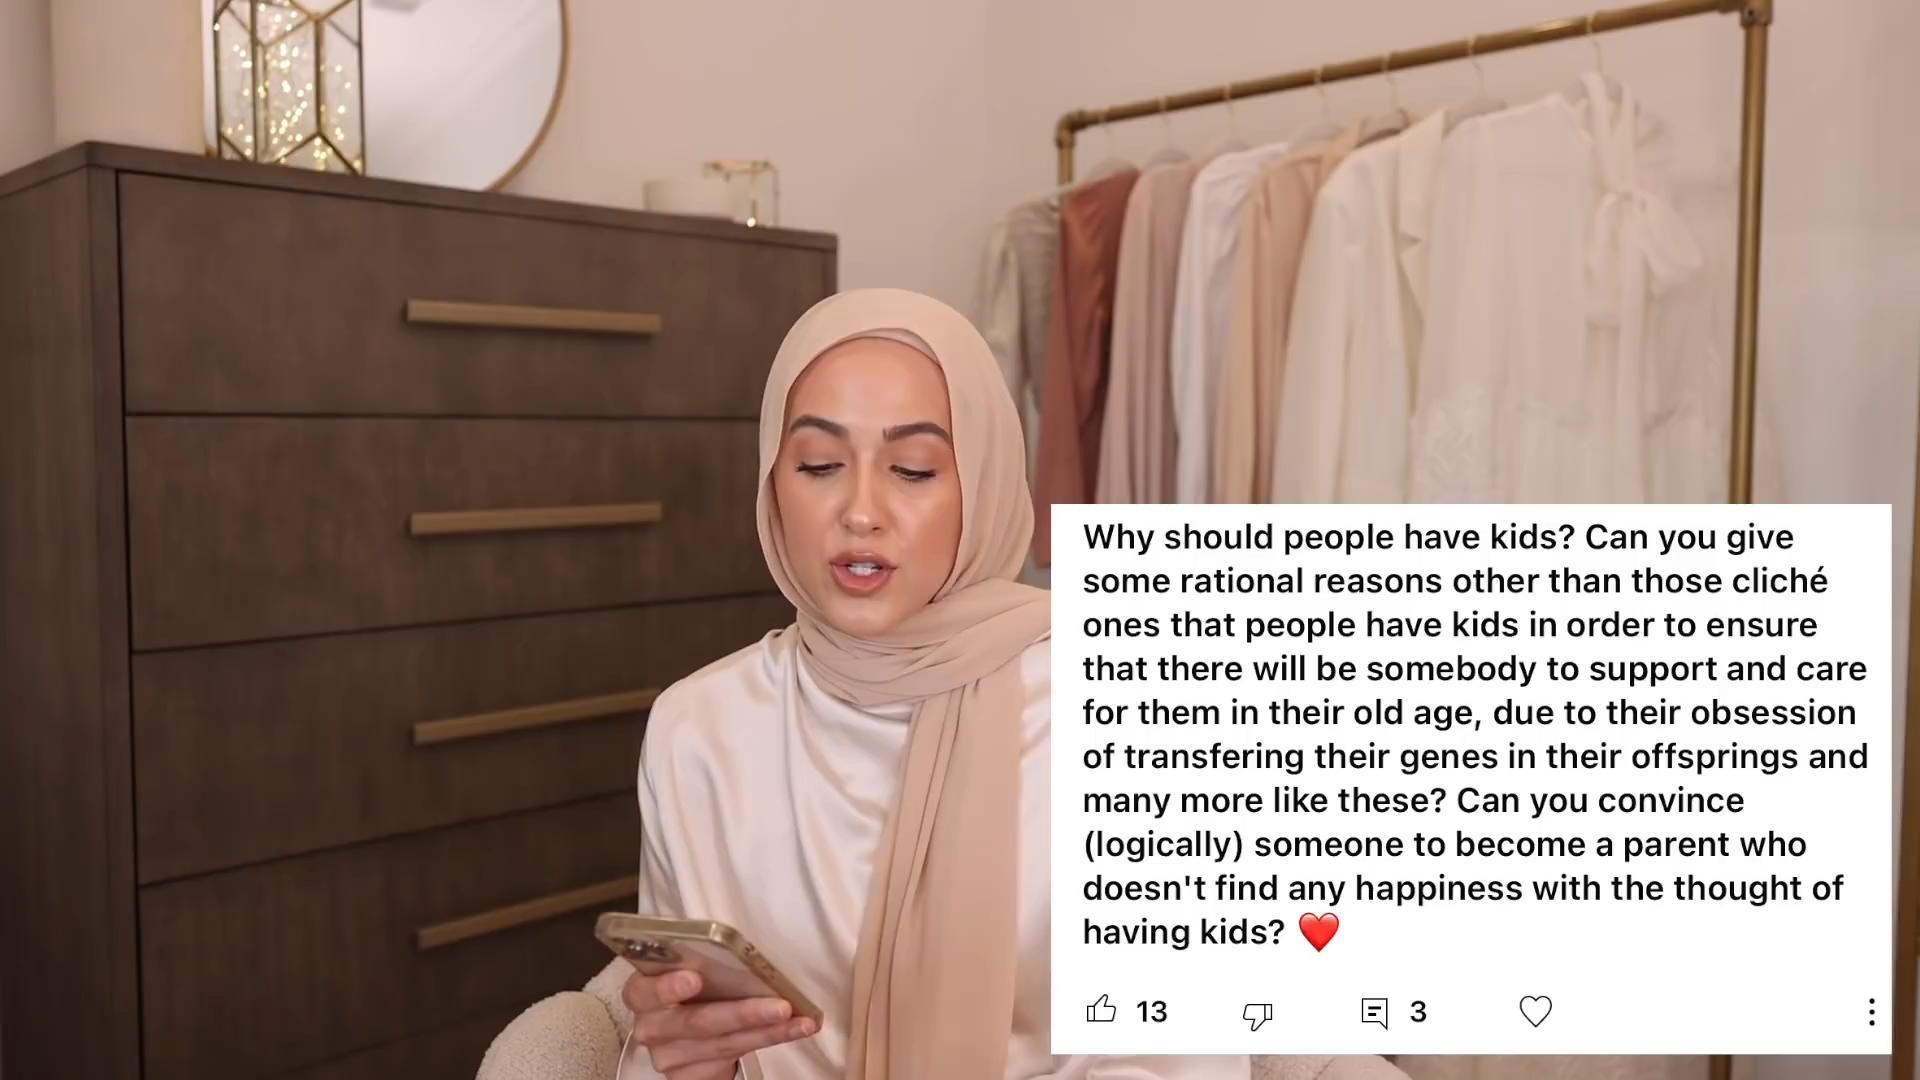 Why should people have kids? Can you give
some rational reasons other than those cliché
ones that people have kids in order to ensure
that there will be somebody to support and care
for them in their old age, due to their obsession
of transfering their genes in their offsprings and
many more like these? Can you convince
(logically) someone to become a parent who
doesn't find any happiness with the thought of
having kids? ❤️
13 3